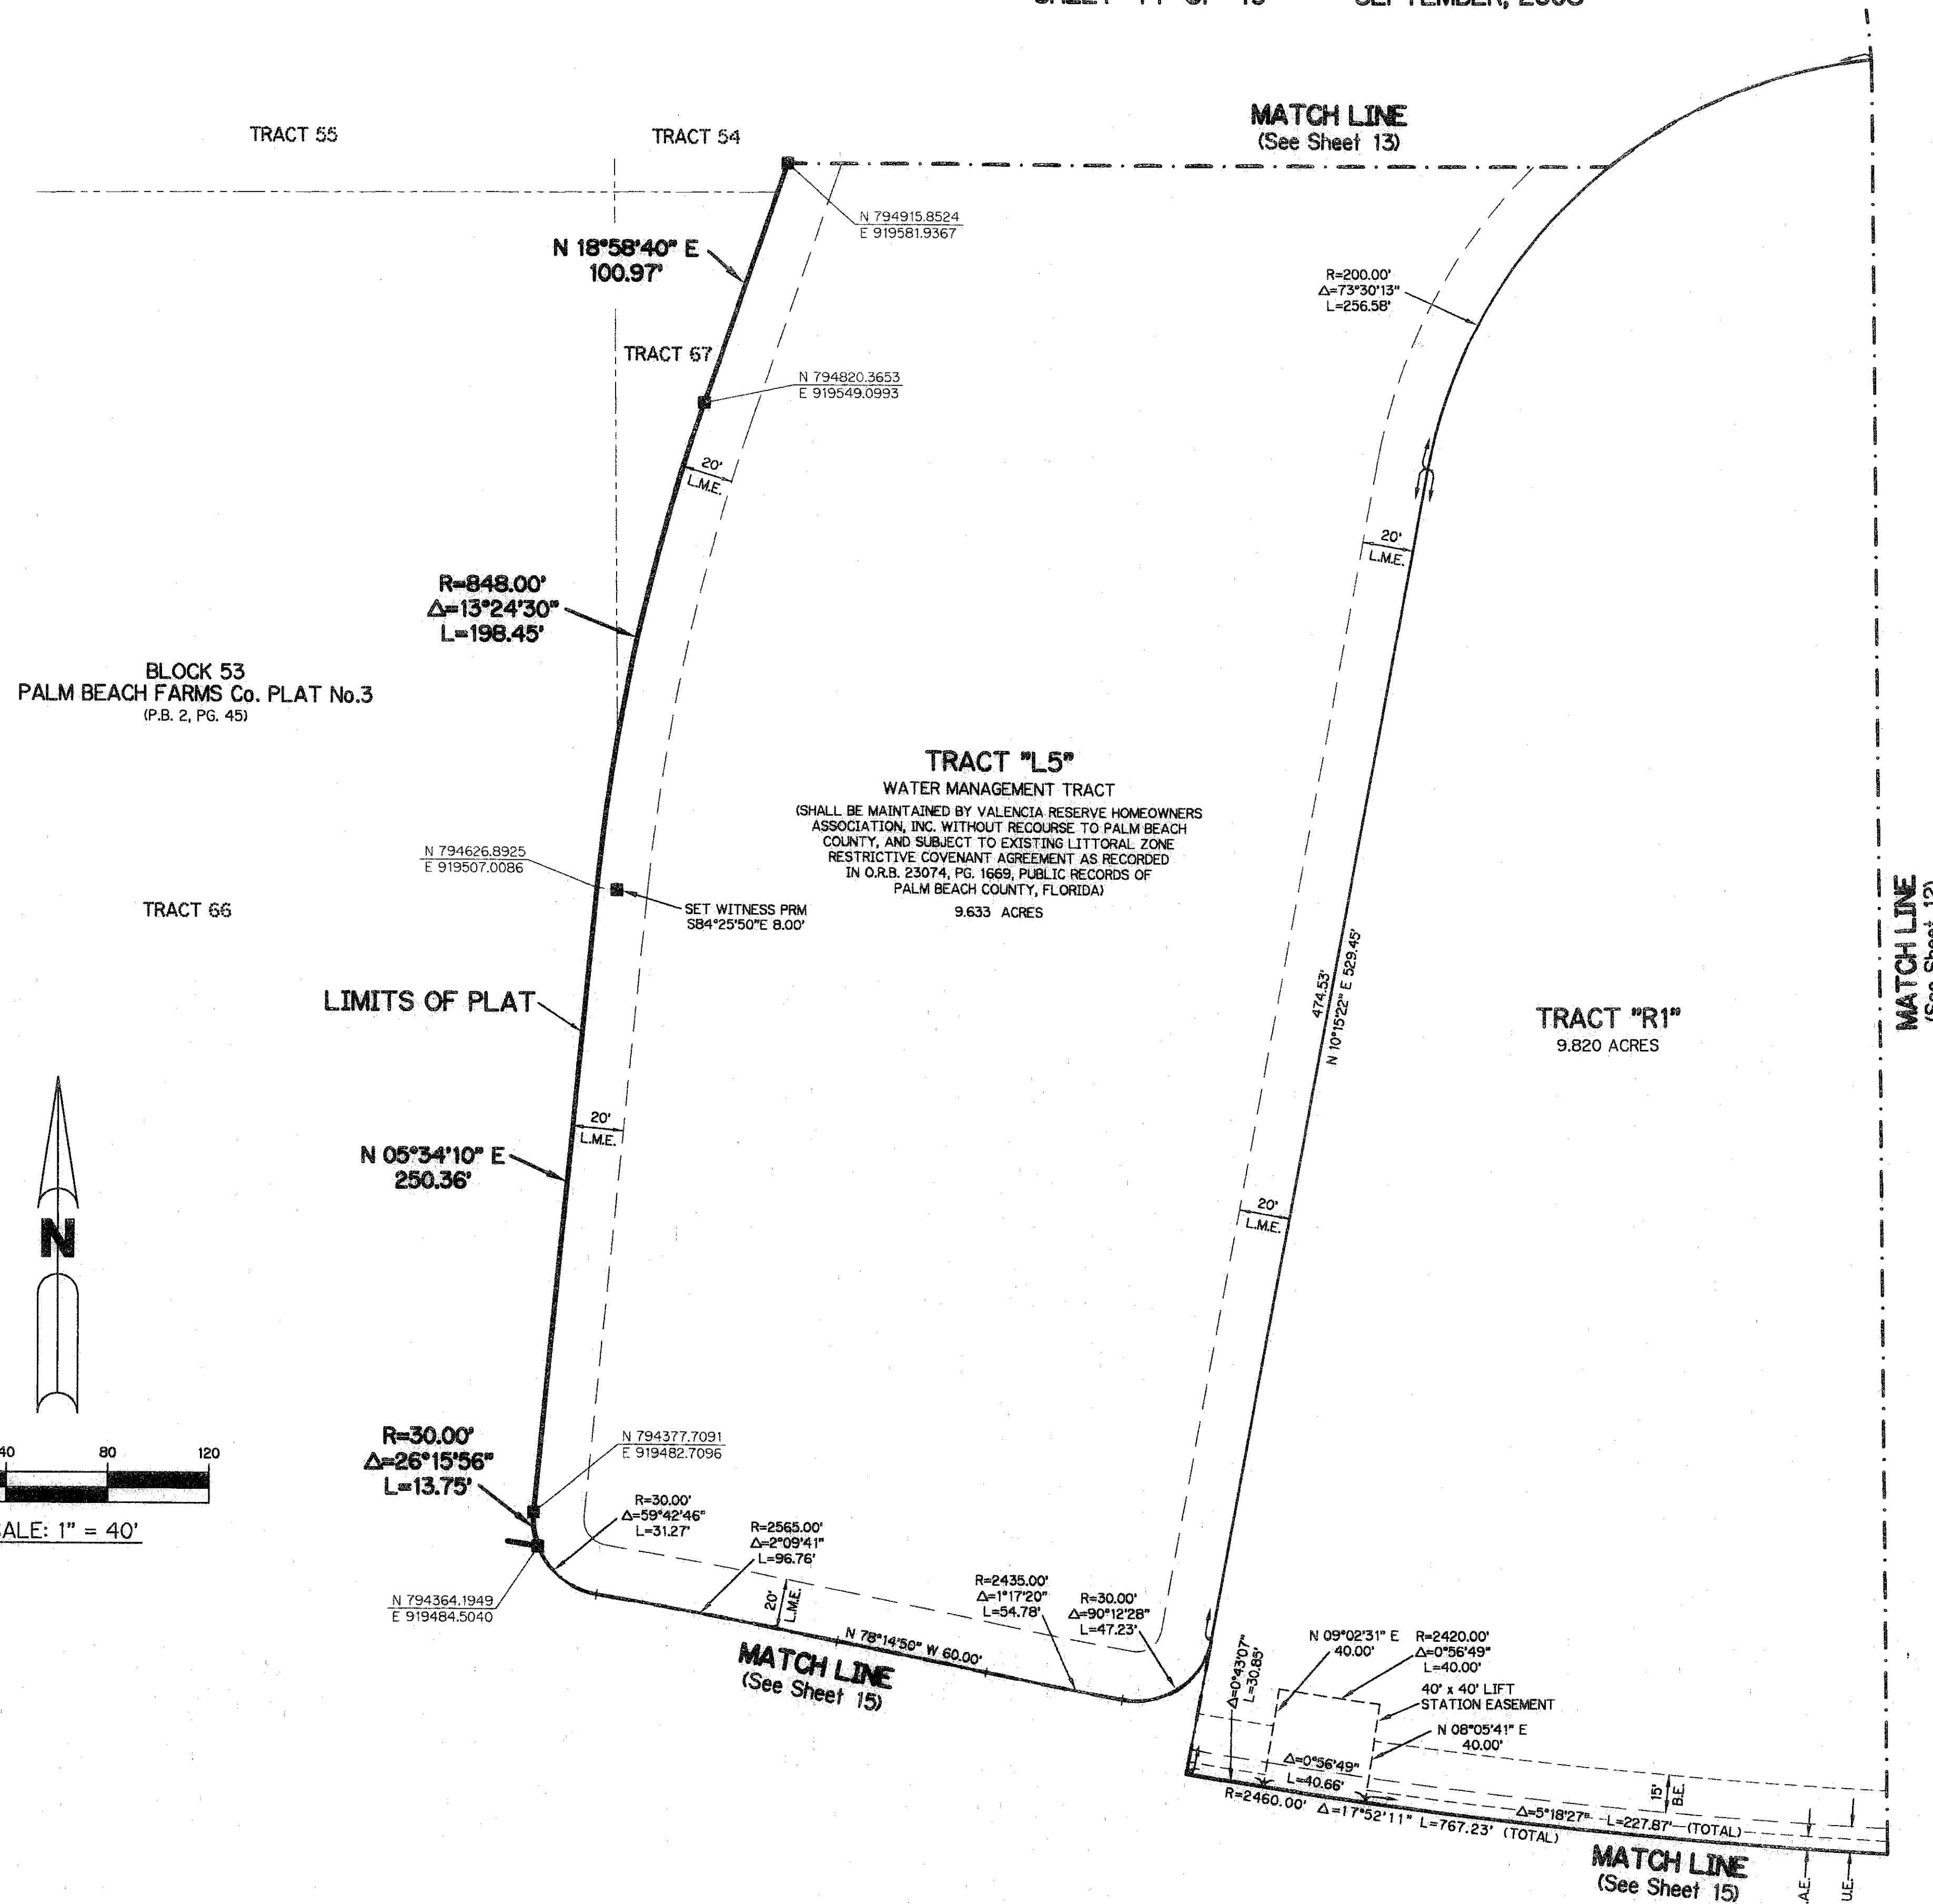 TRACT 55
TRACT 54
MATCH LINE
(See Sheet 13)
N 794915.8524
E 919581.9367
N 18°58'40" E
100.97'
R=200.00'
Δ=73°30'13"
L=256.58'
TRACT 67
N 794820.3653
E 919549.0993
20'
L.M.E.
20'
L.M.E.
R=848.00'
Δ=13°24'30"
L=198.45'
BLOCK 53
PALM BEACH FARMS Co. PLAT No.3
(P.B. 2, PG. 45)
TRACT "L5"
WATER MANAGEMENT TRACT
(SHALL BE MAINTAINED BY VALENCIA RESERVE HOMEOWNERS
ASSOCIATION, INC. WITHOUT RECOURSE TO PALM BEACH
COUNTY, AND SUBJECT TO EXISTING LITTORAL ZONE
RESTRICTIVE COVENANT AGREEMENT AS RECORDED
IN O.R.B. 23074, PG. 1669, PUBLIC RECORDS OF
PALM BEACH COUNTY, FLORIDA)
9.633 ACRES
N 794626.8925
E 919507.0086
TRACT 66
SET WITNESS PRM
S84°25'50"E 8.00'
MATCH LINE
474.53'
N 10°15'22" E 529.45'
LIMITS OF PLAT
TRACT "R1"
9.820 ACRES
20'
L.M.E.
N 05°34'10" E
250.36'
20'
L.M.E.
N
40 80 120
ALE: 1" = 40'
R=30.00'
Δ=26°15'56"
L=13.75'
N 794377.7091
E 919482.7096
R=30.00'
Δ=59°42'46"
L=31.27'
R=2565.00'
Δ=2°09'41"
L=96.76'
N 794364.1949
E 919484.5040
20'
L.M.E.
R=2435.00'
Δ=1°17'20"
L=54.78'
R=30.00'
Δ=90°12'28"
L=47.23'
N 78°14'50" W 60.00'
MATCH LINE
(See Sheet 15)
Δ=0°43'07"
L=30.85'
N 09°02'31" E
40.00'
R=2420.00'
Δ=0°56'49"
L=40.00'
40' x 40' LIFT
STATION EASEMENT
N 08°05'41" E
40.00'
Δ=0°56'49"
L=40.66'
15'
B.E.
R=2460.00' Δ=17°52'11" L=767.23' (TOTAL)
Δ=5°18'27" L=227.87' (TOTAL)
MATCH LINE
(See Sheet 15)
A.E.
U.E.